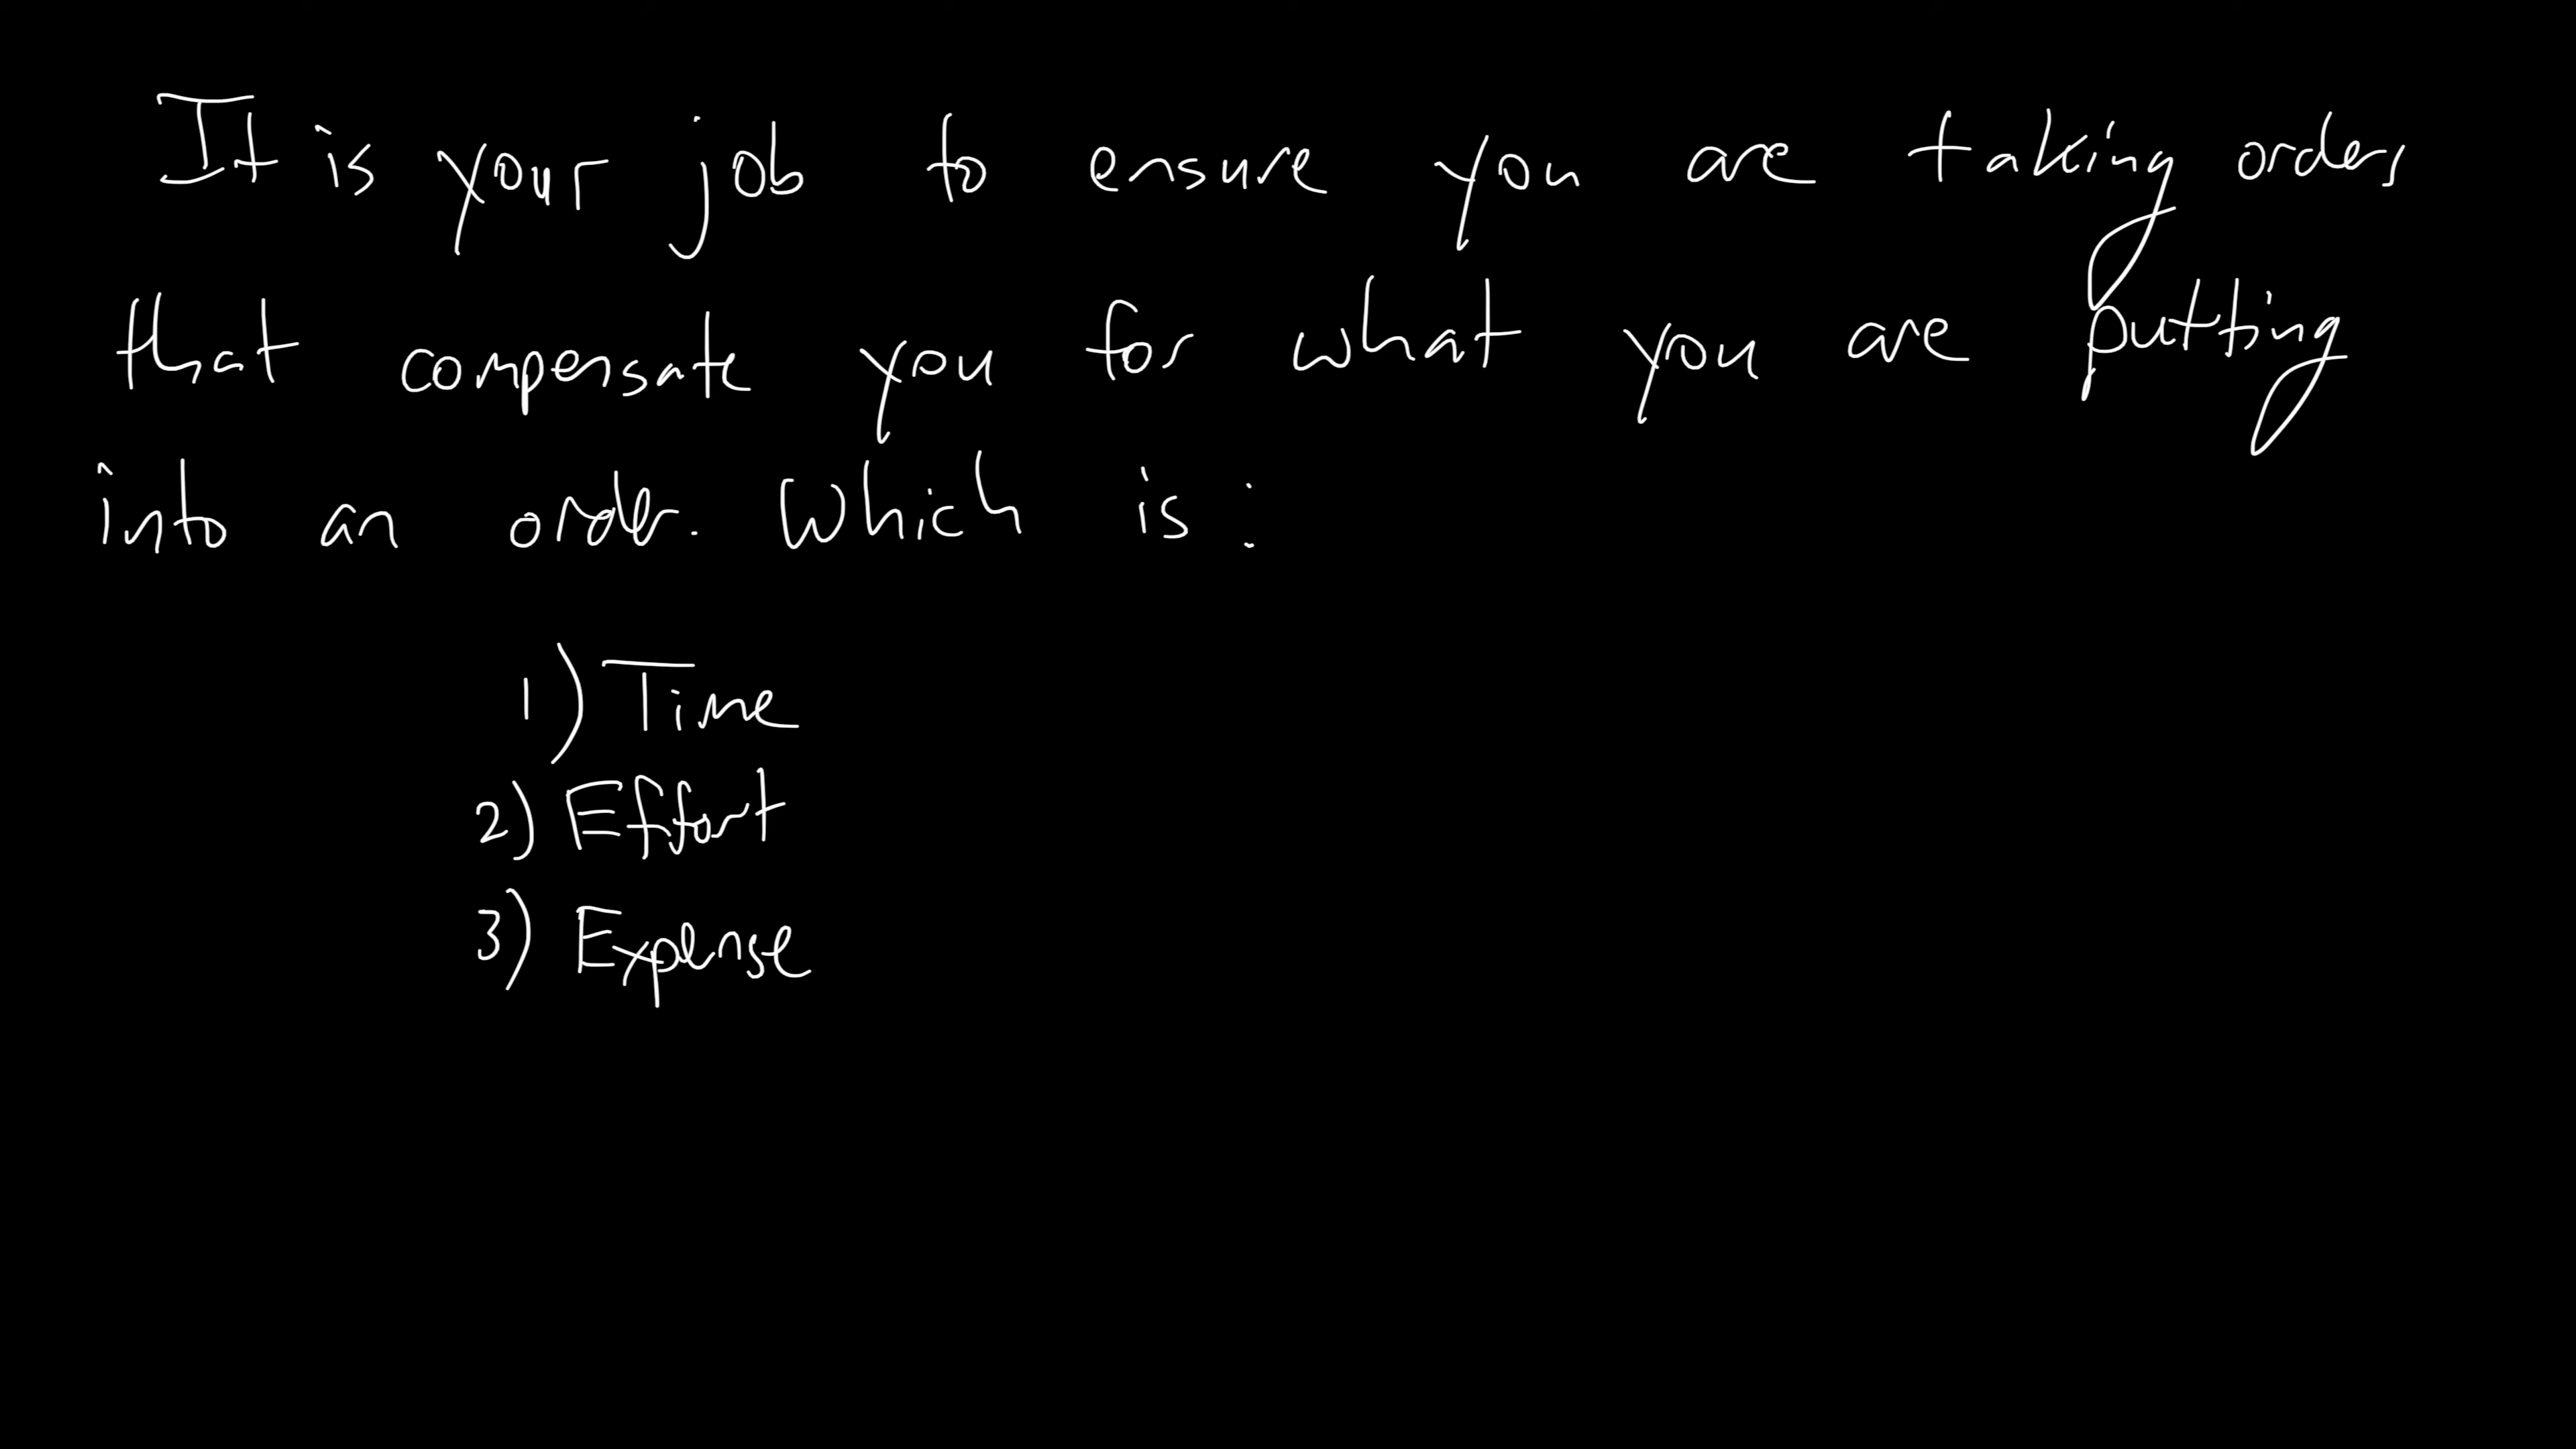 It is your job to ensure you are taking orders
that compensate you for what you are putting
into an order. Which is:
1) Time
2) Effort
3) Expense